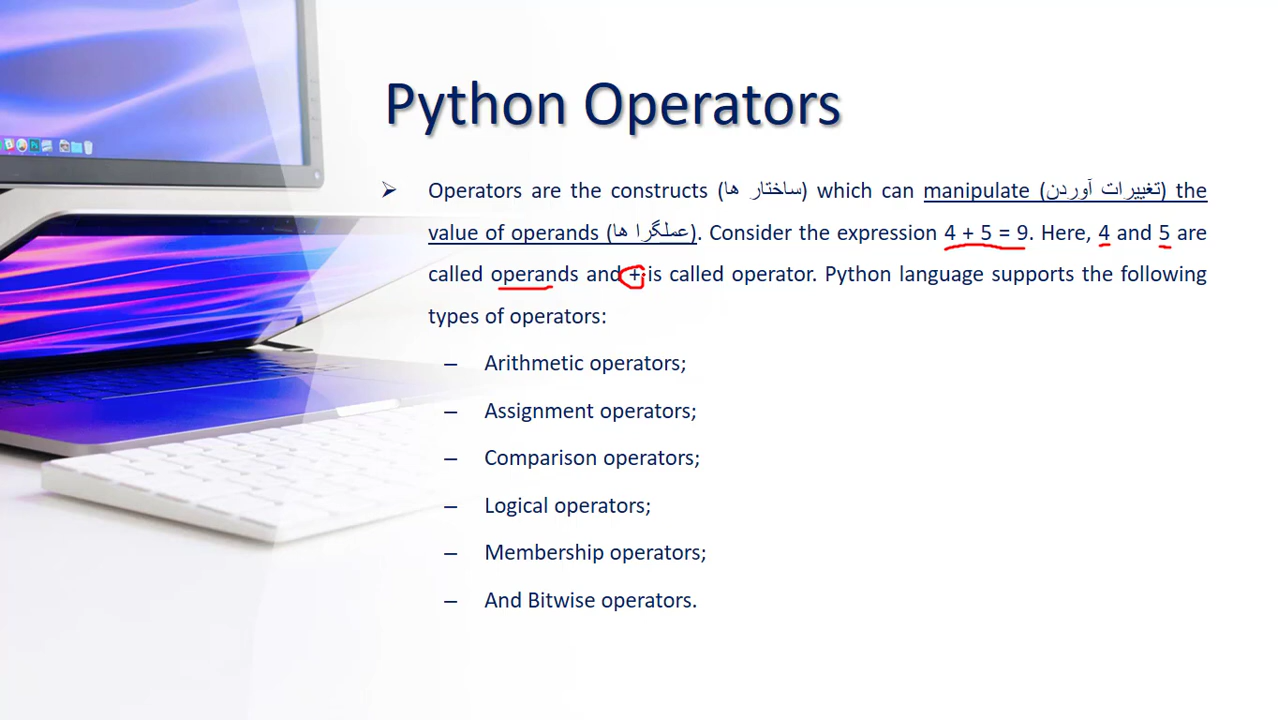 Python Operators
Operators are the constructs (ساختار ها) which can manipulate (تغییرات آوردن) the
value of operands (عملگرا ها). Consider the expression 4 + 5 = 9. Here, 4 and 5 are
called operands and + is called operator. Python language supports the following
types of operators:
– Arithmetic operators;
– Assignment operators;
– Comparison operators;
– Logical operators;
– Membership operators;
– And Bitwise operators.